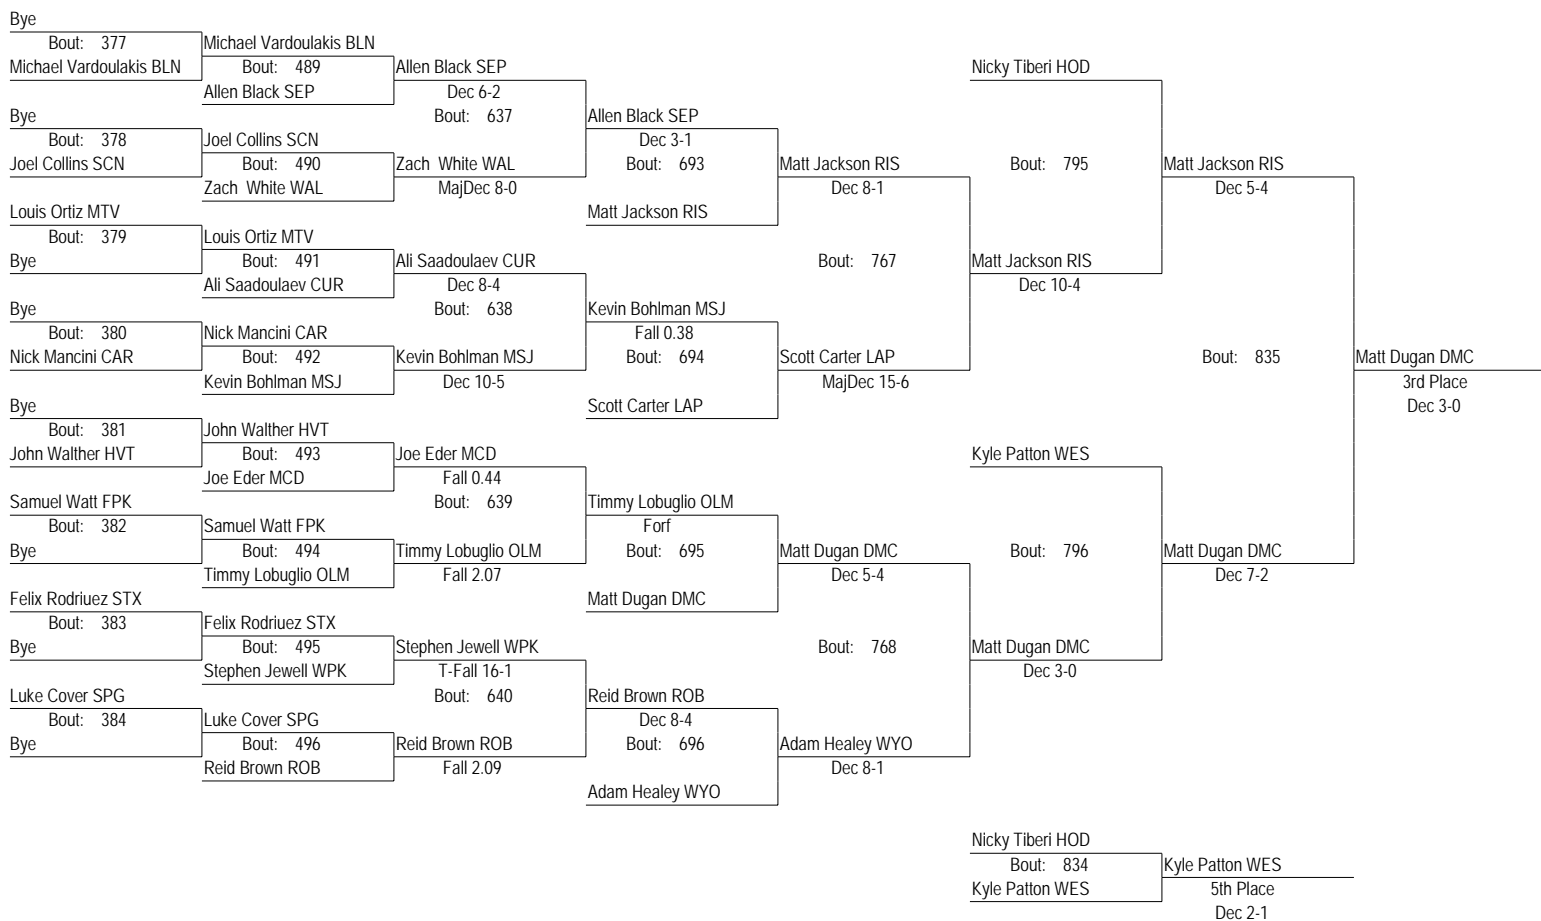 Bye
Bout: 377
Michael Vardoulakis BLN
Bye
Bout: 378
Joel Collins SCN
Louis Ortiz MTV
Bout: 379
Bye
Bye
Bout: 380
Nick Mancini CAR
Bye
Bout: 381
John Walther HVT
Samuel Watt FPK
Bout: 382
Bye
Felix Rodriuez STX
Bout: 383
Bye
Luke Cover SPG
Bout: 384
Bye
Michael Vardoulakis BLN
Bout: 489
Allen Black SEP
Joel Collins SCN
Bout: 490
Zach White WAL
Louis Ortiz MTV
Bout: 491
Ali Saadoulaev CUR
Nick Mancini CAR
Bout: 492
Kevin Bohlman MSJ
John Walther HVT
Bout: 493
Joe Eder MCD
Samuel Watt FPK
Bout: 494
Timmy Lobuglio OLM
Felix Rodriuez STX
Bout: 495
Stephen Jewell WPK
Luke Cover SPG
Bout: 496
Reid Brown ROB
Allen Black SEP
Dec 6-2
Bout: 637
Zach White WAL
MajDec 8-0
Ali Saadoulaev CUR
Dec 8-4
Bout: 638
Kevin Bohlman MSJ
Dec 10-5
Joe Eder MCD
Fall 0.44
Bout: 639
Timmy Lobuglio OLM
Fall 2.07
Stephen Jewell WPK
T-Fall 16-1
Bout: 640
Reid Brown ROB
Fall 2.09
Allen Black SEP
Dec 3-1
Bout: 693
Matt Jackson RIS
Kevin Bohlman MSJ
Fall 0.38
Bout: 694
Scott Carter LAP
Timmy Lobuglio OLM
Forf
Bout: 695
Matt Dugan DMC
Reid Brown ROB
Dec 8-4
Bout: 696
Adam Healey WYO
Matt Jackson RIS
Dec 8-1
Bout: 767
Scott Carter LAP
MajDec 15-6
Matt Dugan DMC
Dec 5-4
Bout: 768
Adam Healey WYO
Dec 8-1
Nicky Tiberi HOD
Bout: 795
Matt Jackson RIS
Dec 10-4
Kyle Patton WES
Bout: 796
Matt Dugan DMC
Dec 3-0
Matt Jackson RIS
Dec 5-4
Bout: 835
Matt Dugan DMC
Dec 7-2
Matt Dugan DMC
3rd Place
Dec 3-0
Nicky Tiberi HOD
Bout: 834
Kyle Patton WES
Kyle Patton WES
5th Place
Dec 2-1